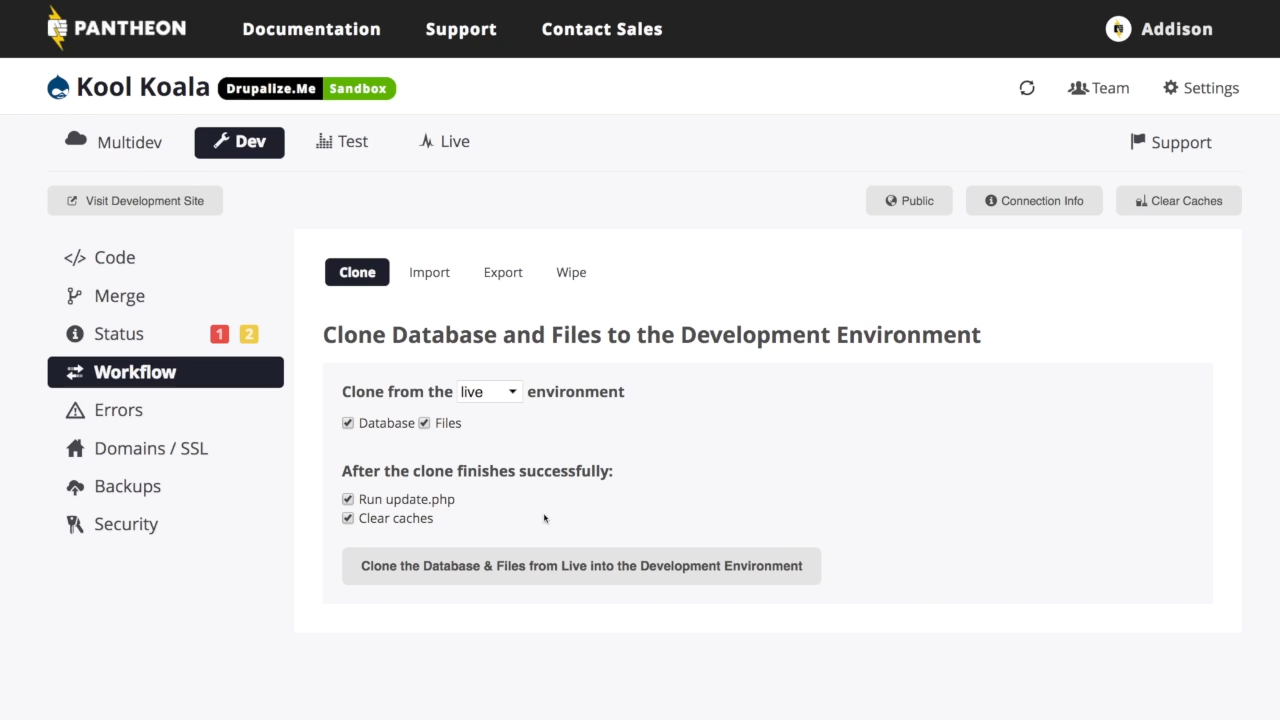 PANTHEON Documentation Support Contact Sales Addison
Kool Koala Drupalize.Me Sandbox Team Settings
Multidev Dev Test Live Support
Visit Development Site Public Connection Info Clear Caches
Code
Merge
Status 1 2
Workflow
Errors
Domains / SSL
Backups
Security
Clone Import Export Wipe
Clone Database and Files to the Development Environment
Clone from the live environment
Database Files
After the clone finishes successfully:
Run update.php
Clear caches
Clone the Database & Files from Live into the Development Environment